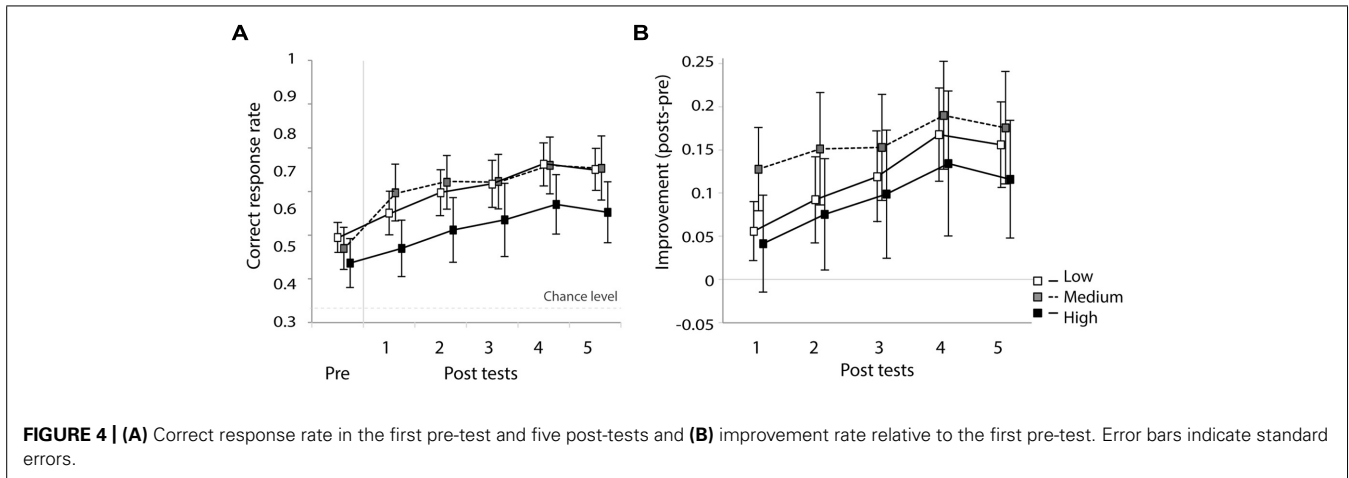 A
B
1
0.9
0.8
0.7
0.6
0.5
0.4
0.3
Correct response rate
Chance level
1 2 3 4 5
Pre Post tests
0.25
0.2
0.15
0.1
0.05
0
-0.05
Improvement (posts-pre)
1 2 3 4 5
Post tests
Low
Medium
High
FIGURE 4 | (A) Correct response rate in the first pre-test and five post-tests and (B) improvement rate relative to the first pre-test. Error bars indicate standard
errors.